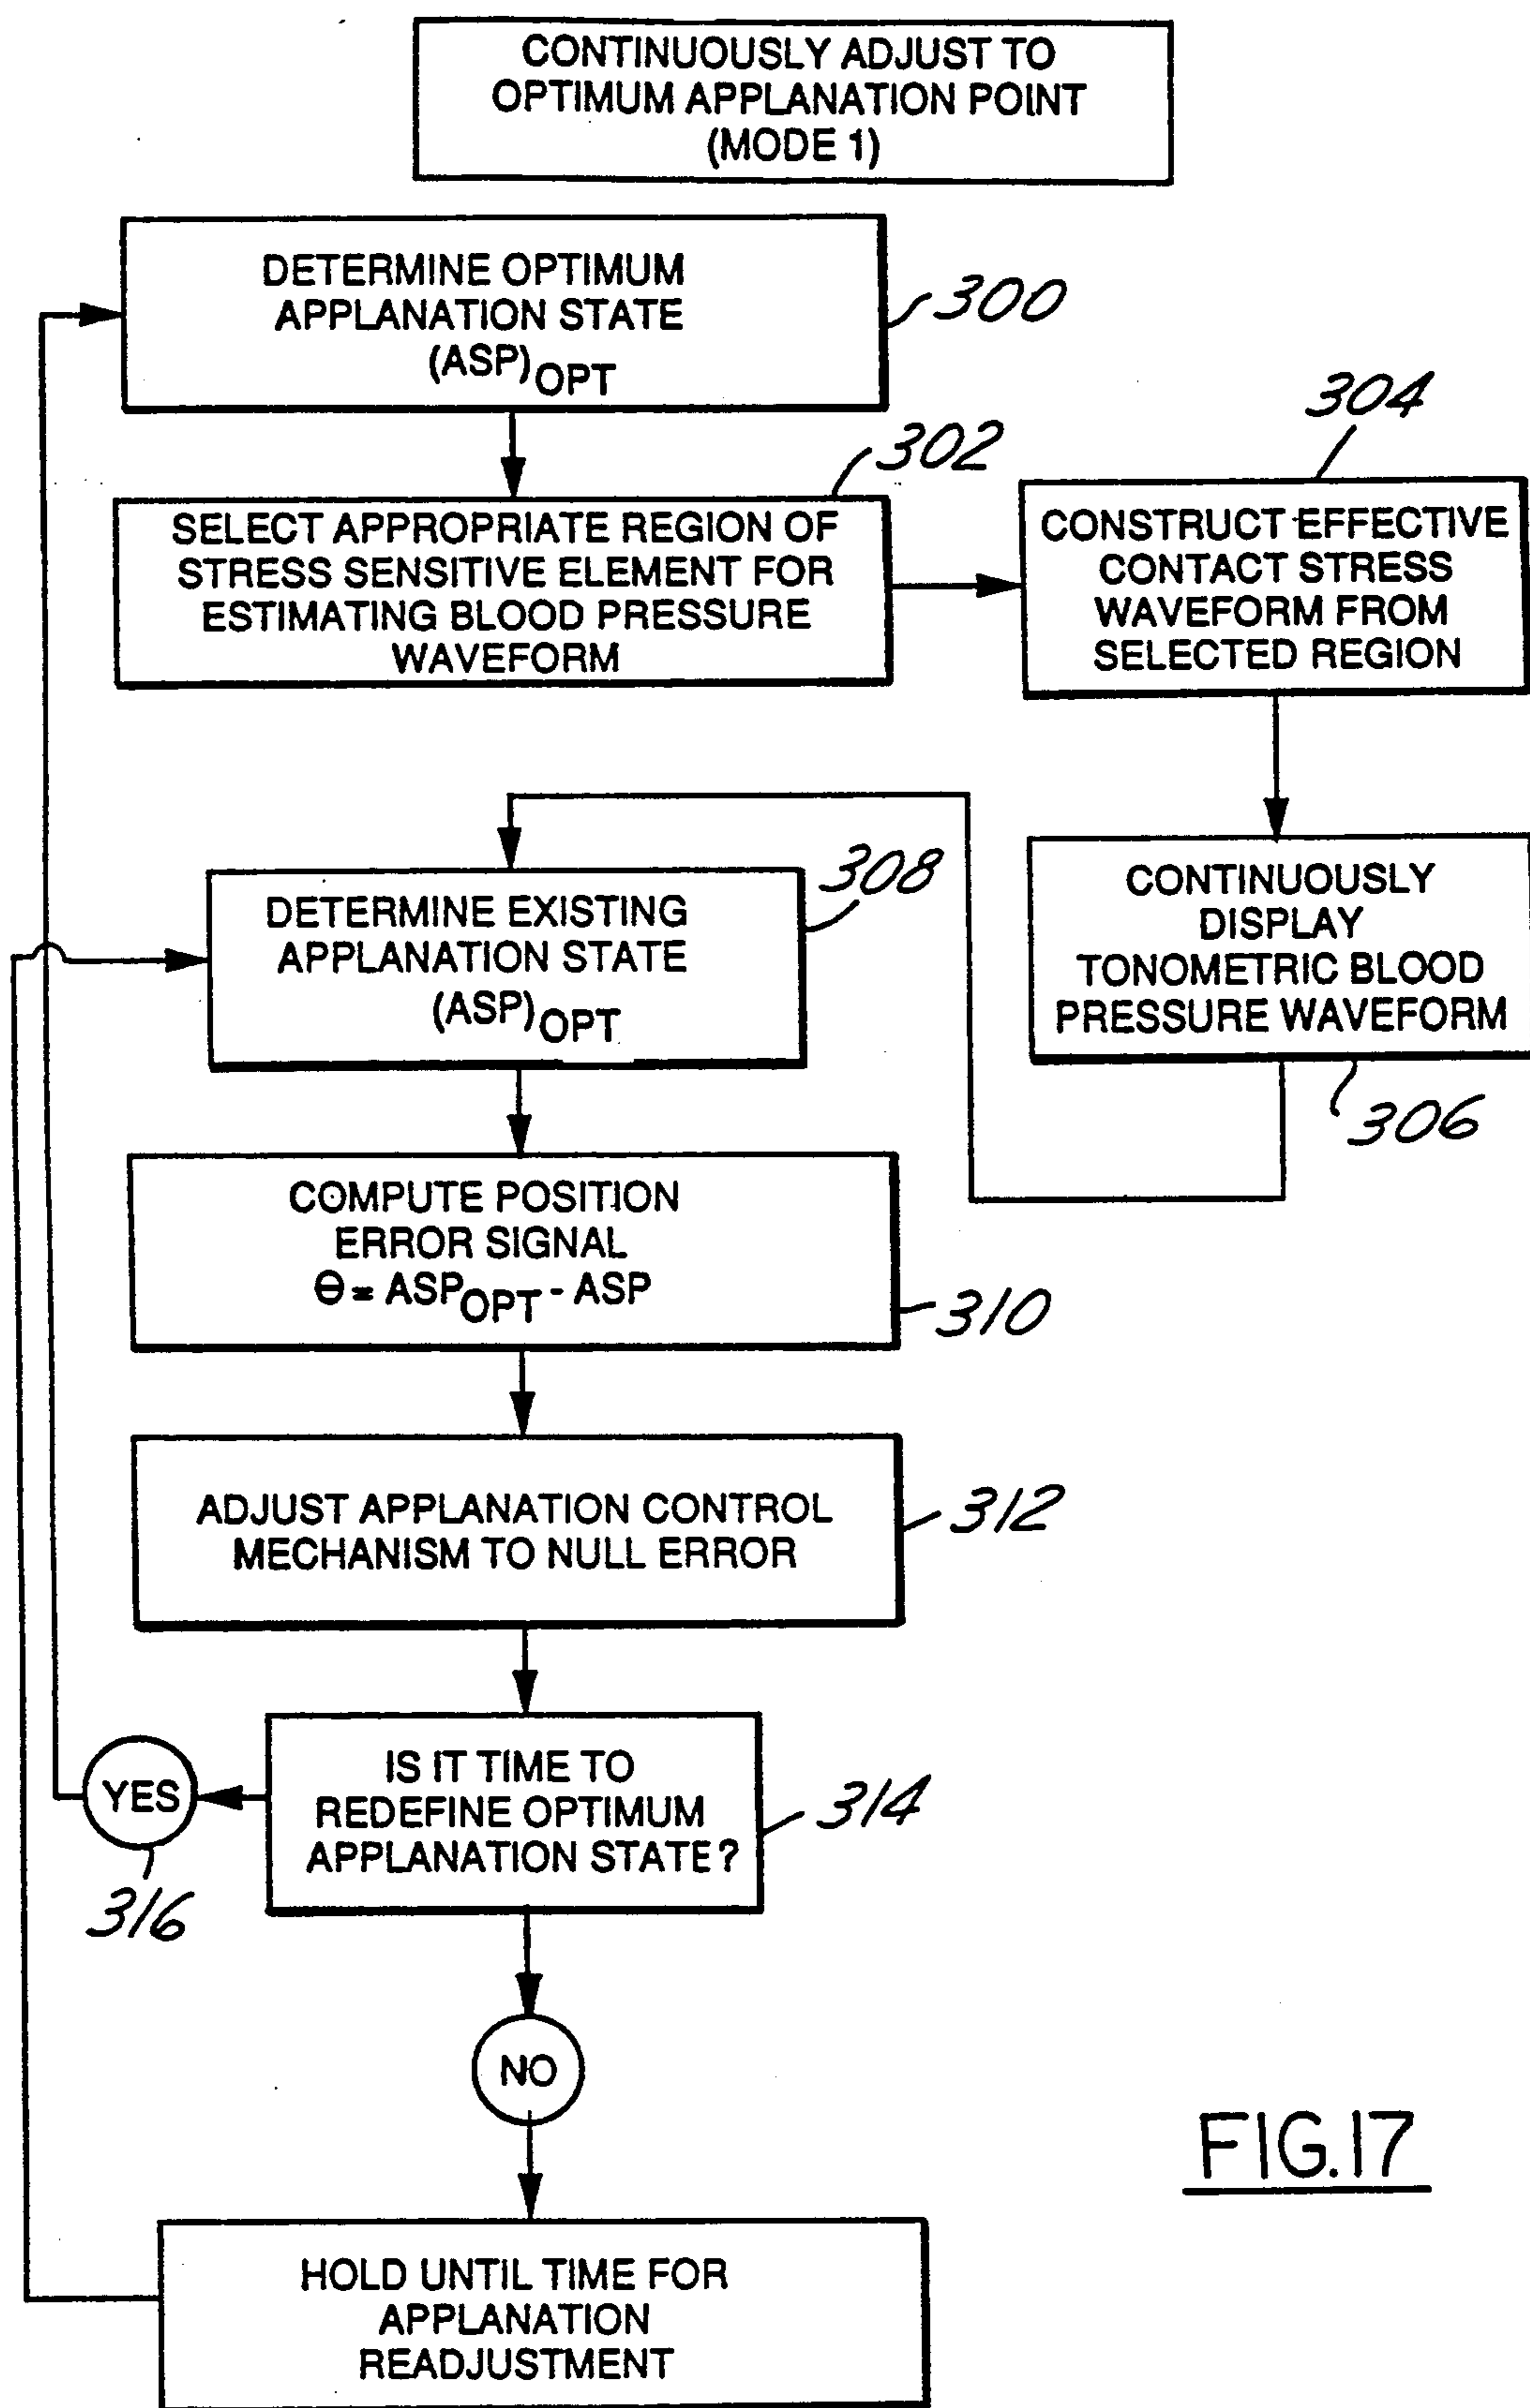 CONTINUOUSLY ADJUST TO
OPTIMUM APPLANATION POINT
(MODE 1)
DETERMINE OPTIMUM
APPLANATION STATE
(ASP)OPT
300
302
SELECT APPROPRIATE REGION OF
STRESS SENSITIVE ELEMENT FOR
ESTIMATING BLOOD PRESSURE
WAVEFORM
304
CONSTRUCT EFFECTIVE
CONTACT STRESS
WAVEFORM FROM
SELECTED REGION
CONTINUOUSLY
DISPLAY
TONOMETRIC BLOOD
PRESSURE WAVEFORM
306
308
DETERMINE EXISTING
APPLANATION STATE
(ASP)OPT
COMPUTE POSITION
ERROR SIGNAL
Θ = ASPOPT - ASP
310
ADJUST APPLANATION CONTROL
MECHANISM TO NULL ERROR
312
IS IT TIME TO
REDEFINE OPTIMUM
APPLANATION STATE?
314
YES
316
NO
HOLD UNTIL TIME FOR
APPLANATION
READJUSTMENT
FIG.17